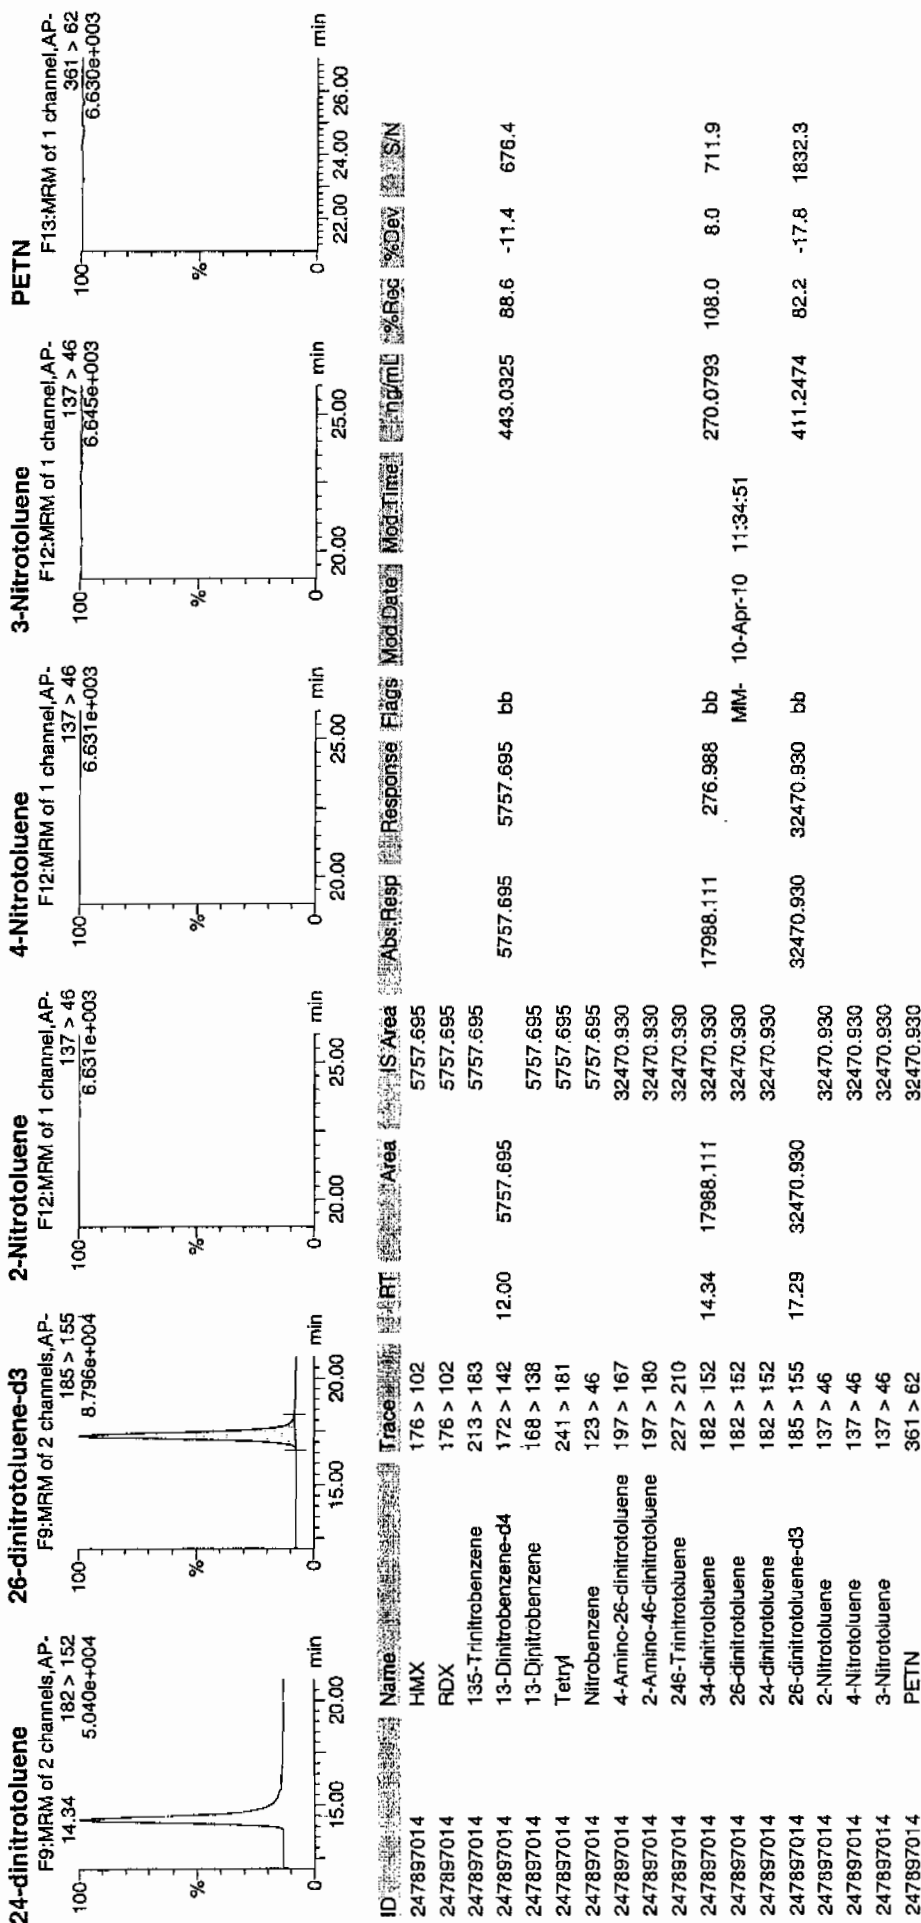 24-dinitrotoluene
F9:MRM of 2 channels,AP-
182 > 152
5.040e+004
14.34
100
%
0
15.00 20.00 min
26-dinitrotoluene-d3
F9:MRM of 2 channels,AP-
185 > 155
8.796e+004
100
%
0
15.00 20.00 min
2-Nitrotoluene
F12:MRM of 1 channel,AP-
137 > 46
6.631e+003
100
%
0
20.00 25.00 min
4-Nitrotoluene
F12:MRM of 1 channel,AP-
137 > 46
6.631e+003
100
%
0
20.00 25.00 min
3-Nitrotoluene
F12:MRM of 1 channel,AP-
137 > 46
6.645e+003
100
%
0
20.00 25.00 min
PETN
F13:MRM of 1 channel,AP-
361 > 62
6.630e+003
100
%
0
22.00 24.00 26.00 min
ID Name Trace RT Area IS Area Abs.Resp Response Flags Mod.Date Mod.Time ng/mL %Rec %Dev S/N
247897014 HMX 176 > 102 5757.695
247897014 RDX 176 > 102 5757.695
247897014 135-Trinitrobenzene 213 > 183 5757.695
247897014 13-Dinitrobenzene-d4 172 > 142 12.00 5757.695 5757.695 5757.695 bb 443.0325 88.6 -11.4 676.4
247897014 13-Dinitrobenzene 168 > 138 5757.695
247897014 Tetryl 241 > 181 5757.695
247897014 Nitrobenzene 123 > 46 5757.695
247897014 4-Amino-26-dinitrotoluene 197 > 167 32470.930
247897014 2-Amino-46-dinitrotoluene 197 > 180 32470.930
247897014 246-Trinitrotoluene 227 > 210 32470.930
247897014 34-dinitrotoluene 182 > 152 14.34 17988.111 32470.930 17988.111 276.988 bb 270.0793 108.0 8.0 711.9
247897014 26-dinitrotoluene 182 > 152 32470.930 MM- 10-Apr-10 11:34:51
247897014 24-dinitrotoluene 182 > 152 32470.930
247897014 26-dinitrotoluene-d3 185 > 155 17.29 32470.930 32470.930 32470.930 bb 411.2474 82.2 -17.8 1832.3
247897014 2-Nitrotoluene 137 > 46 32470.930
247897014 4-Nitrotoluene 137 > 46 32470.930
247897014 3-Nitrotoluene 137 > 46 32470.930
247897014 PETN 361 > 62 32470.930